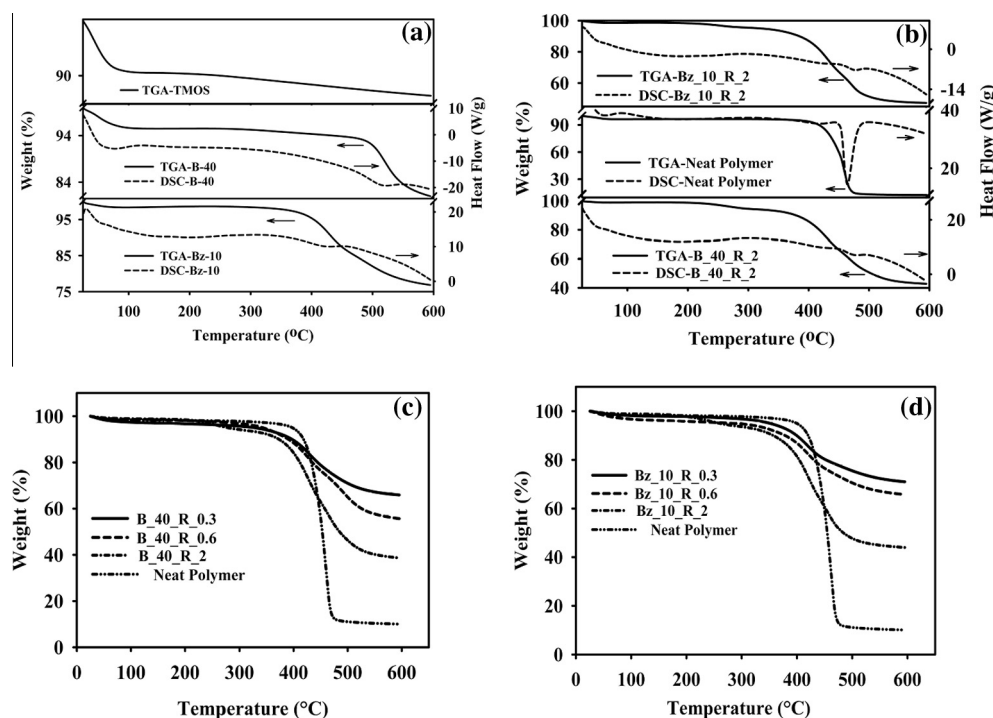 (a)
90
TGA-TMOS
94
84
TGA-B-40
DSC-B-40
10
0
-10
-20
95
85
75
TGA-Bz-10
DSC-Bz-10
20
10
0
100 200 300 400 500 600
Temperature (ºC)
Weight (%)
Heat Flow (W/g)
(b)
100
80
60
TGA-Bz_10_R_2
DSC-Bz_10_R_2
0
-14
90
60
30
TGA-Neat Polymer
DSC-Neat Polymer
40
20
100
80
60
40
TGA-B_40_R_2
DSC-B_40_R_2
20
0
100 200 300 400 500 600
Temperature (ºC)
Weight (%)
Heat Flow (W/g)
(c)
100
80
60
40
20
0
B_40_R_0.3
B_40_R_0.6
B_40_R_2
Neat Polymer
0 100 200 300 400 500 600
Temperature (°C)
Weight (%)
(d)
100
80
60
40
20
0
Bz_10_R_0.3
Bz_10_R_0.6
Bz_10_R_2
Neat Polymer
0 100 200 300 400 500 600
Temperature (°C)
Weight (%)